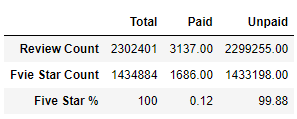 Total Paid Unpaid
Review Count 2302401 3137.00 2299255.00
Fvie Star Count 1434884 1686.00 1433198.00
Five Star % 100 0.12 99.88